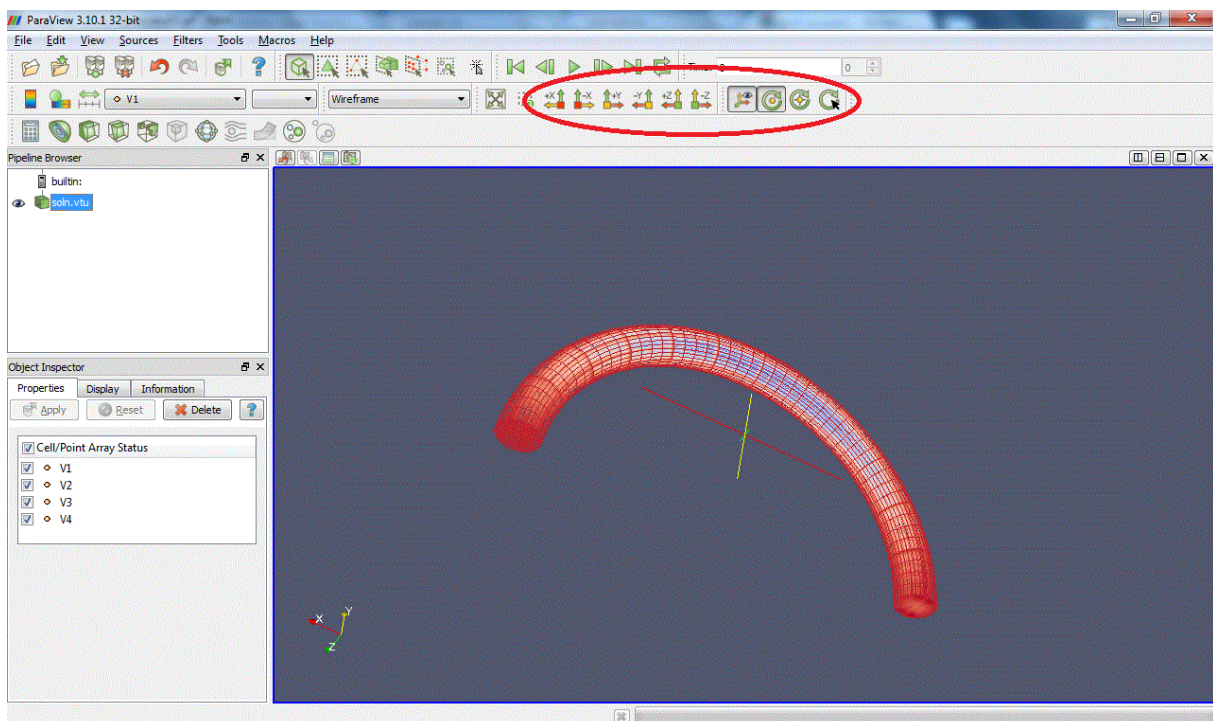 ParaView 3.10.1 32-bit
File Edit View Sources Filters Tools Macros Help
0
V1 Wireframe +X -X +Y -Y +Z -Z
Pipeline Browser
builtin:
soln.vtu
Object Inspector
Properties Display Information
Apply Reset Delete ?
Cell/Point Array Status
V1
V2
V3
V4
X Y
Z